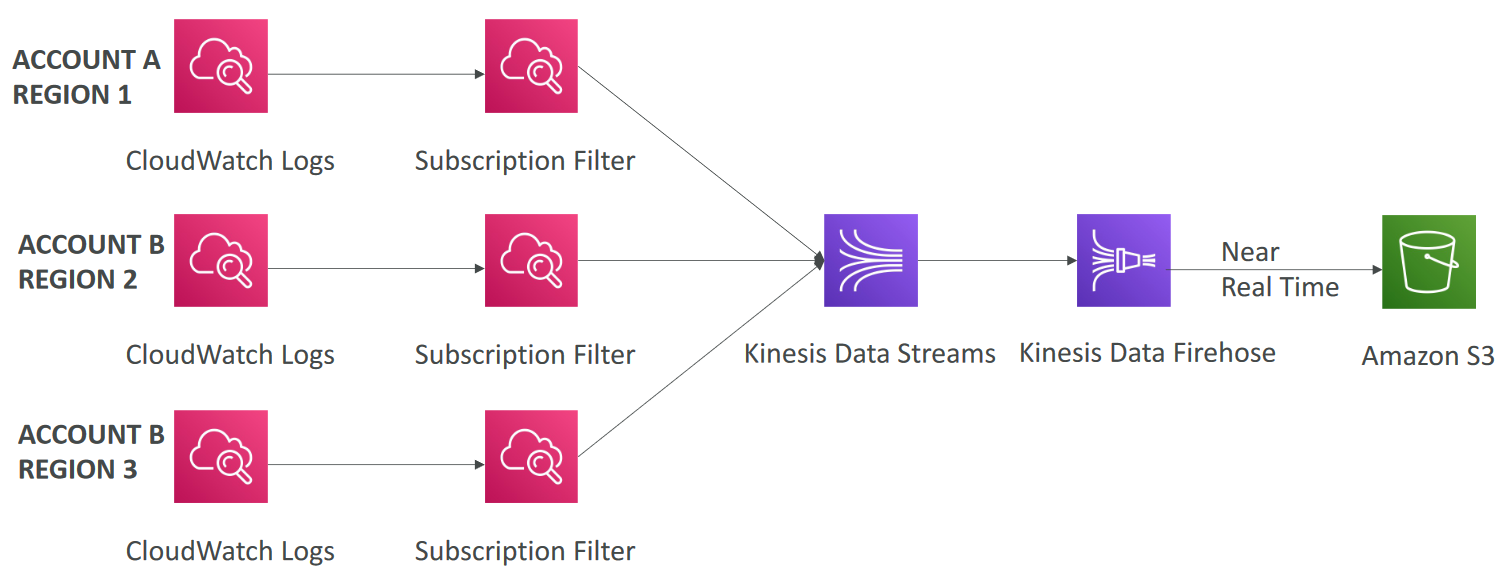 ACCOUNT A
REGION 1
CloudWatch Logs
Subscription Filter
ACCOUNT B
REGION 2
CloudWatch Logs
Subscription Filter
Kinesis Data Streams
Kinesis Data Firehose
Near
Real Time
Amazon S3
ACCOUNT B
REGION 3
CloudWatch Logs
Subscription Filter